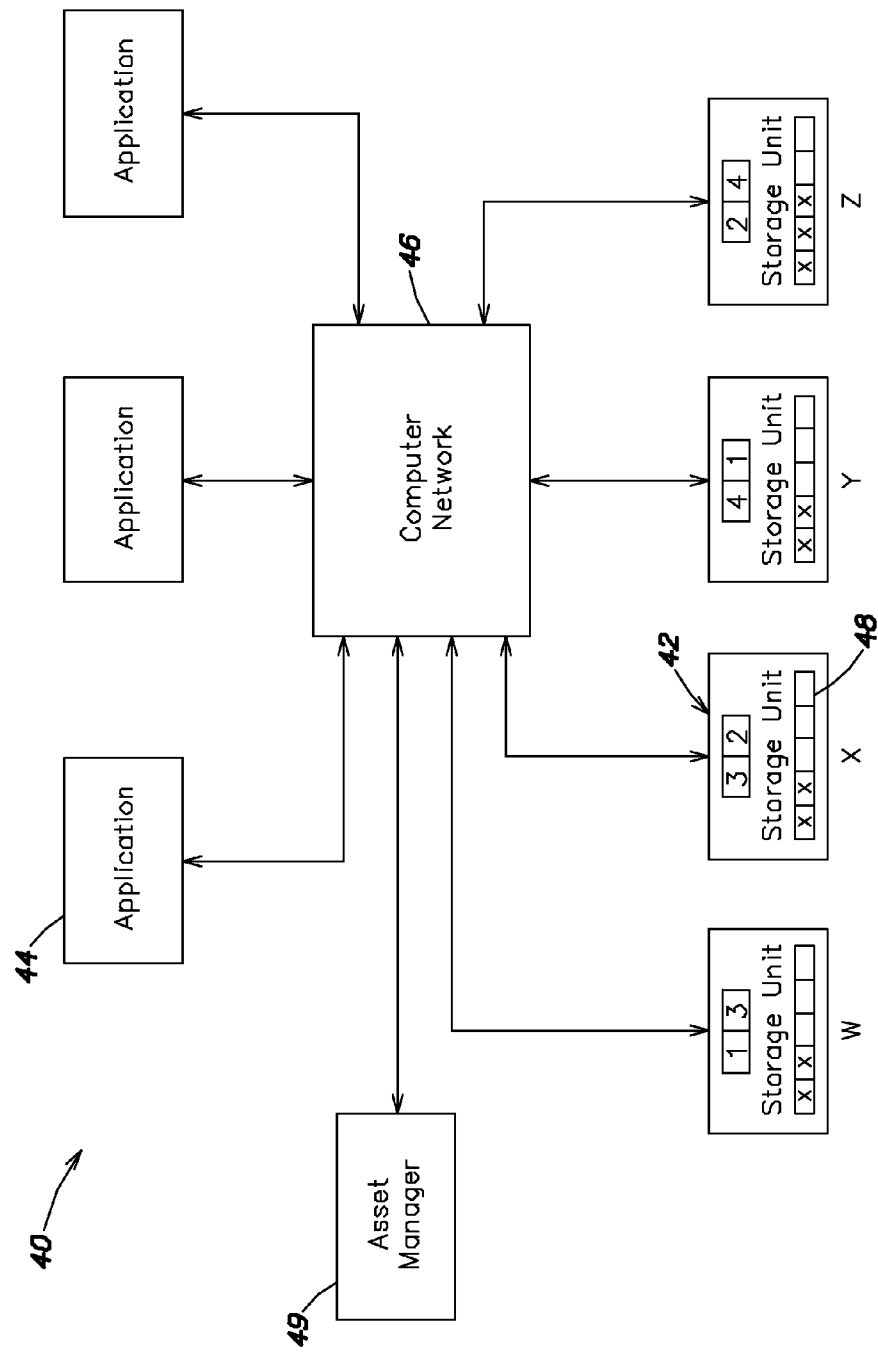 40
44
Application
Application
Application
49
Asset
Manager
Computer
Network
46
42
1 3
Storage Unit
x x
W
3 2
Storage Unit
x x
48
X
4 1
Storage Unit
x x
Y
2 4
Storage Unit
x x x
Z